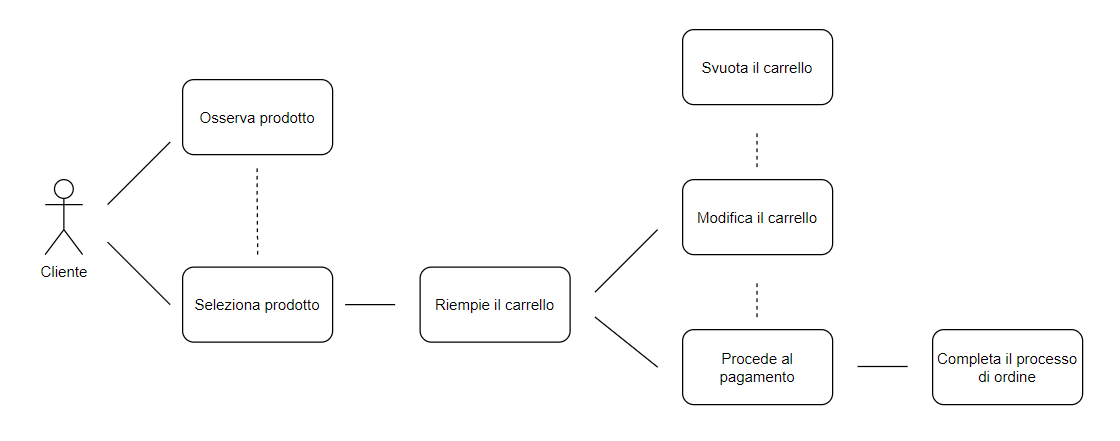 Svuota il carrello
Osserva prodotto
Modifica il carrello
Cliente
Seleziona prodotto
Riempie il carrello
Procede al
pagamento
Completa il processo
di ordine